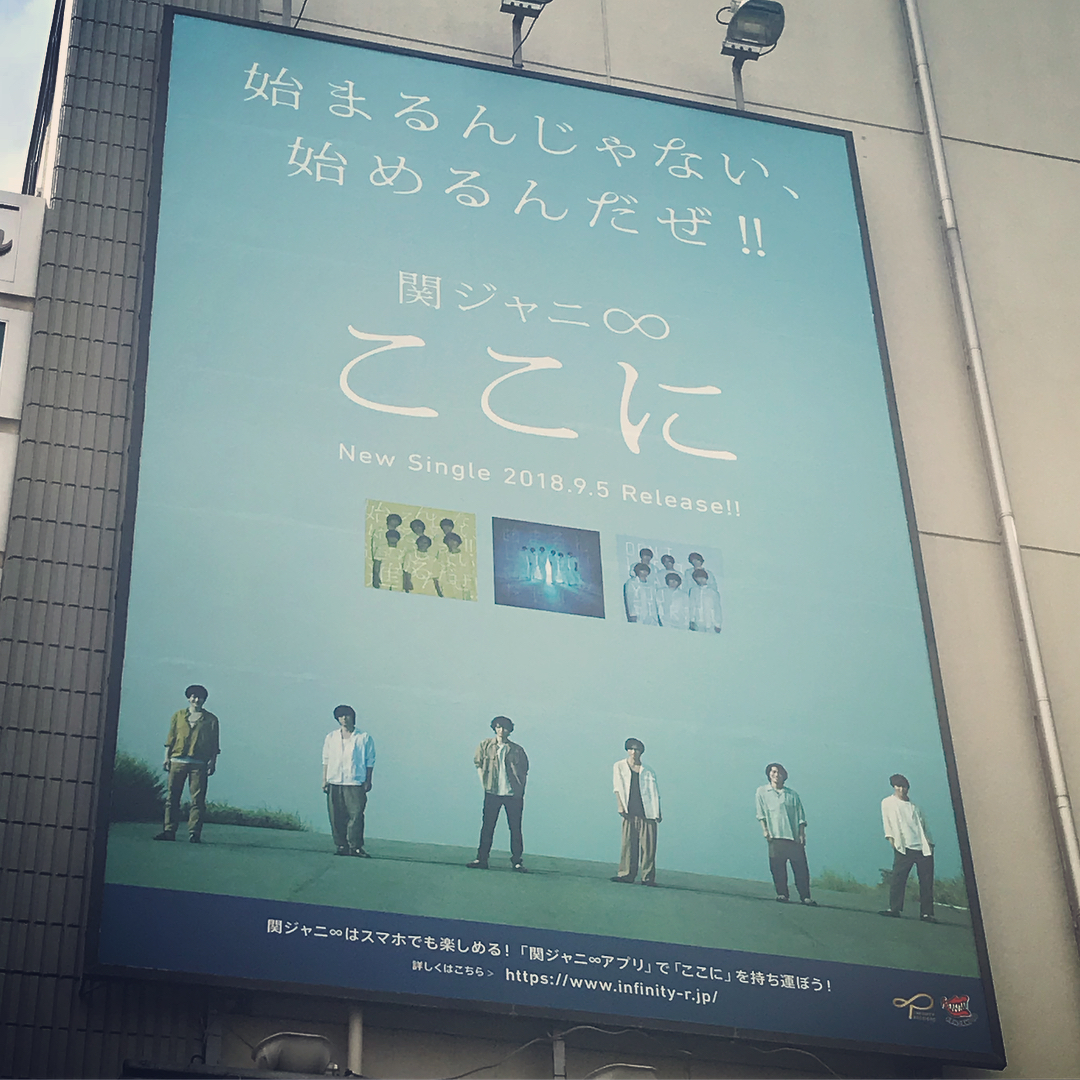 始まるんじゃない、
始めるんだぜ!!
関ジャニ∞
ここに
New Single 2018.9.5 Release!!
関ジャニ∞はスマホでも楽しめる!「関ジャニ∞アプリ」で「ここに」を持ち運ぼう!
詳しくはこちら> https://www.infinity-r.jp/